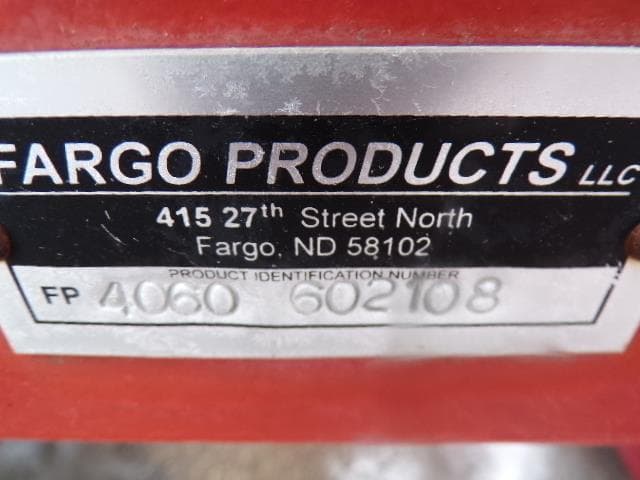 FARGO PRODUCTS LLC
415 27th Street North
Fargo, ND 58102
PRODUCT IDENTIFICATION NUMBER
FP 4060 602108